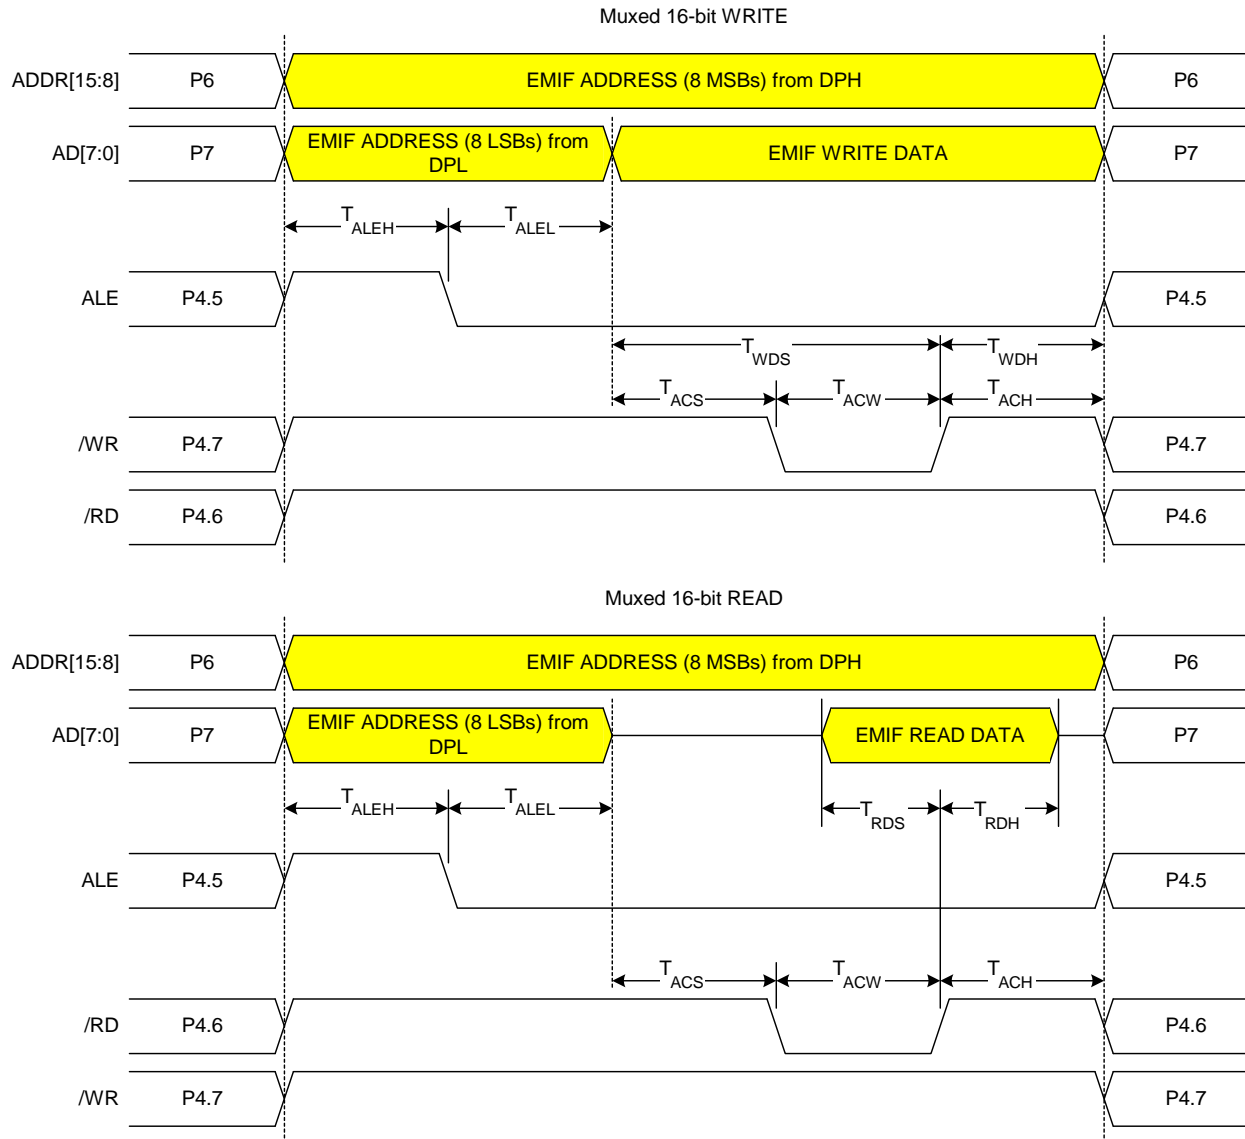 Muxed 16-bit WRITE
ADDR[15:8] P6 EMIF ADDRESS (8 MSBs) from DPH P6
AD[7:0] P7 EMIF ADDRESS (8 LSBs) from
DPL EMIF WRITE DATA P7
TALEH TALEL
ALE P4.5 P4.5
TWDS TWDH
TACS TACW TACH
/WR P4.7 P4.7
/RD P4.6 P4.6
Muxed 16-bit READ
ADDR[15:8] P6 EMIF ADDRESS (8 MSBs) from DPH P6
AD[7:0] P7 EMIF ADDRESS (8 LSBs) from
DPL EMIF READ DATA P7
TALEH TALEL TRDS TRDH
ALE P4.5 P4.5
TACS TACW TACH
/RD P4.6 P4.6
/WR P4.7 P4.7